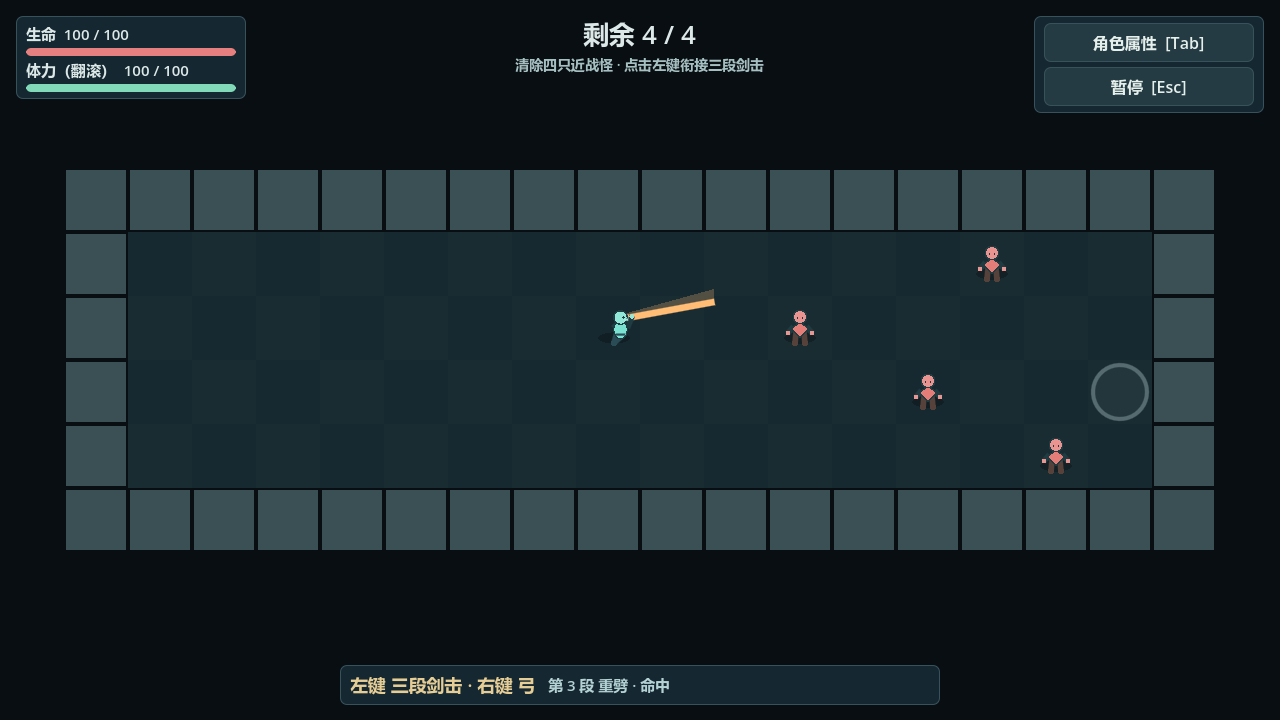 生命 100 / 100
体力（翻滚） 100 / 100
剩余 4 / 4
清除四只近战怪 · 点击左键衔接三段剑击
角色属性 [Tab]
暂停 [Esc]
左键 三段剑击 · 右键 弓 第 3 段 重劈 · 命中